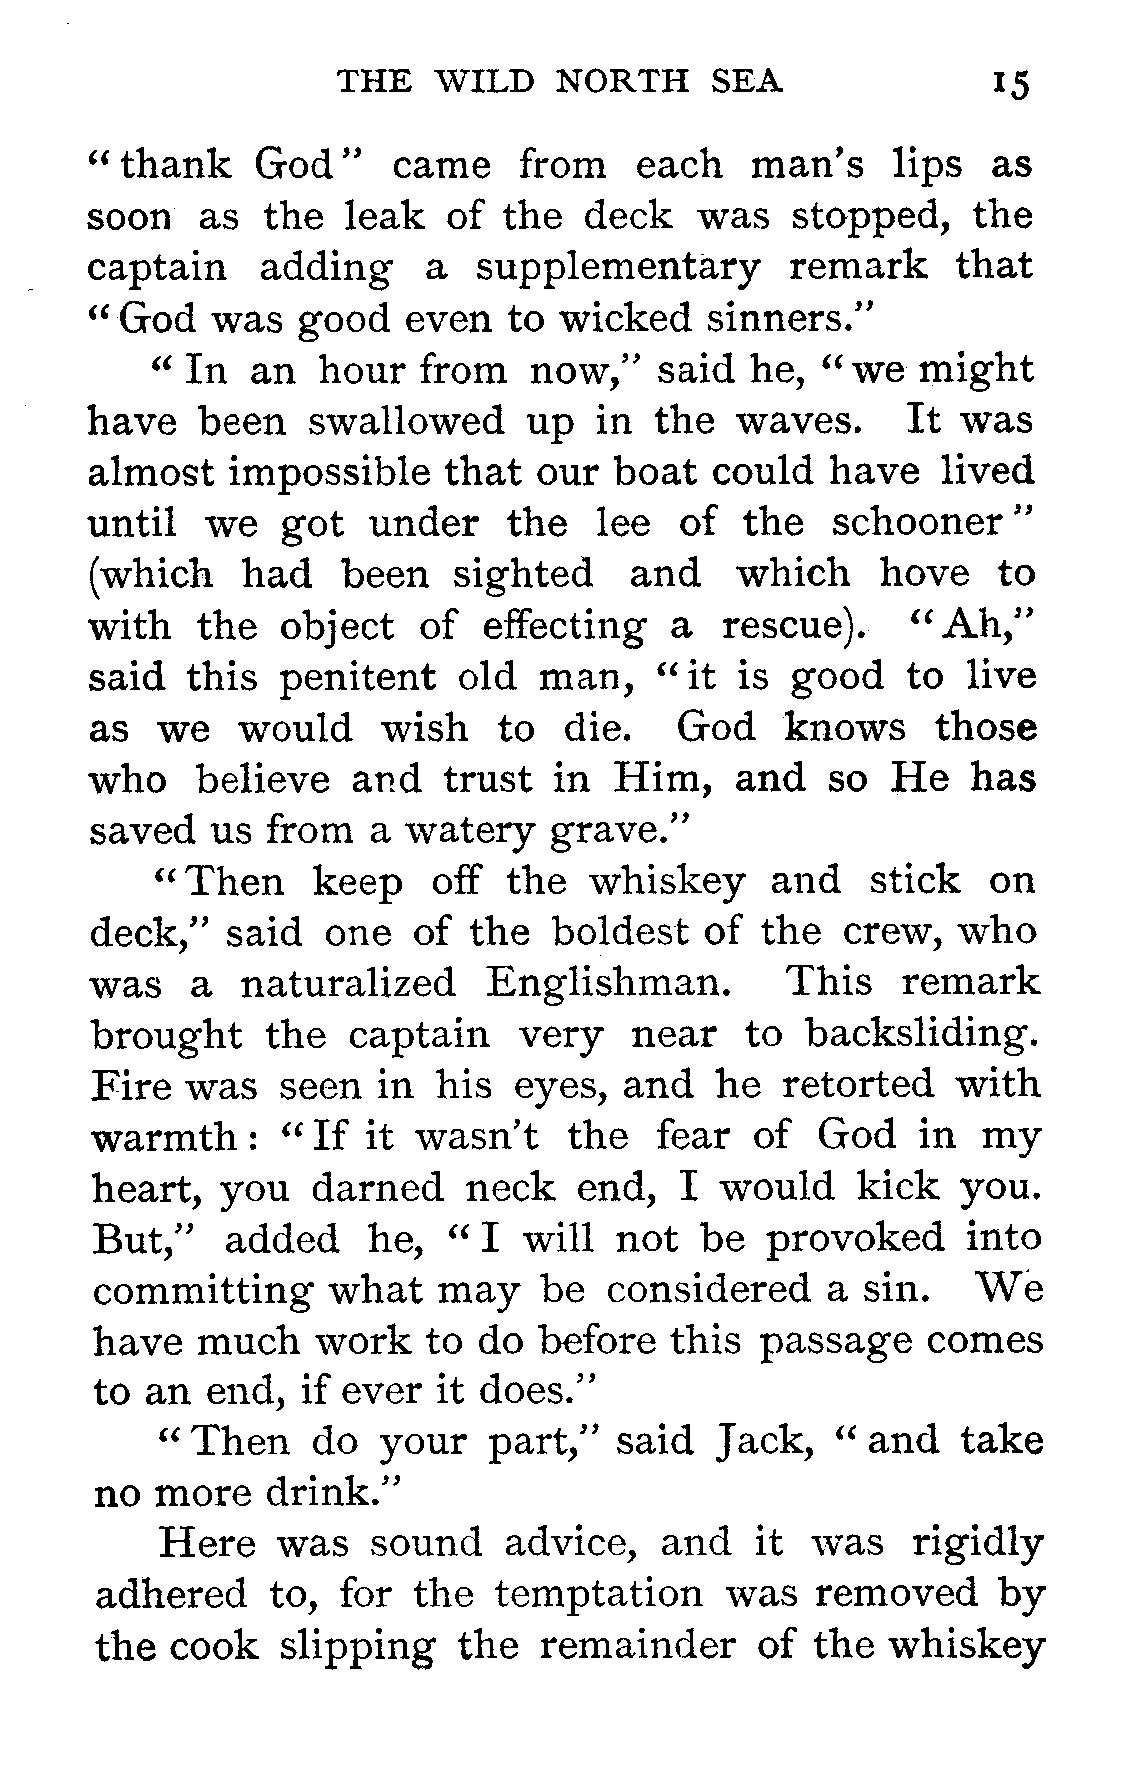 THE WILD NORTH SEA 15
“ thank God ” came from each man’s lips as
soon as the leak of the deck was stopped, the
captain adding a supplementary remark that
“ God was good even to wicked sinners.”
“ In an hour from now,” said he, “ we might
have been swallowed up in the waves. It was
almost impossible that our boat could have lived
until we got under the lee of the schooner ”
(which had been sighted and which hove to
with the object of effecting a rescue). “ Ah,”
said this penitent old man, “ it is good to live
as we would wish to die. God knows those
who believe and trust in Him, and so He has
saved us from a watery grave.”
“ Then keep off the whiskey and stick on
deck,” said one of the boldest of the crew, who
was a naturalized Englishman. This remark
brought the captain very near to backsliding.
Fire was seen in his eyes, and he retorted with
warmth : “ If it wasn’t the fear of God in my
heart, you darned neck end, I would kick you.
But,” added he, “ I will not be provoked into
committing what may be considered a sin. We
have much work to do before this passage comes
to an end, if ever it does.”
“ Then do your part,” said Jack, “ and take
no more drink.”
Here was sound advice, and it was rigidly
adhered to, for the temptation was removed by
the cook slipping the remainder of the whiskey